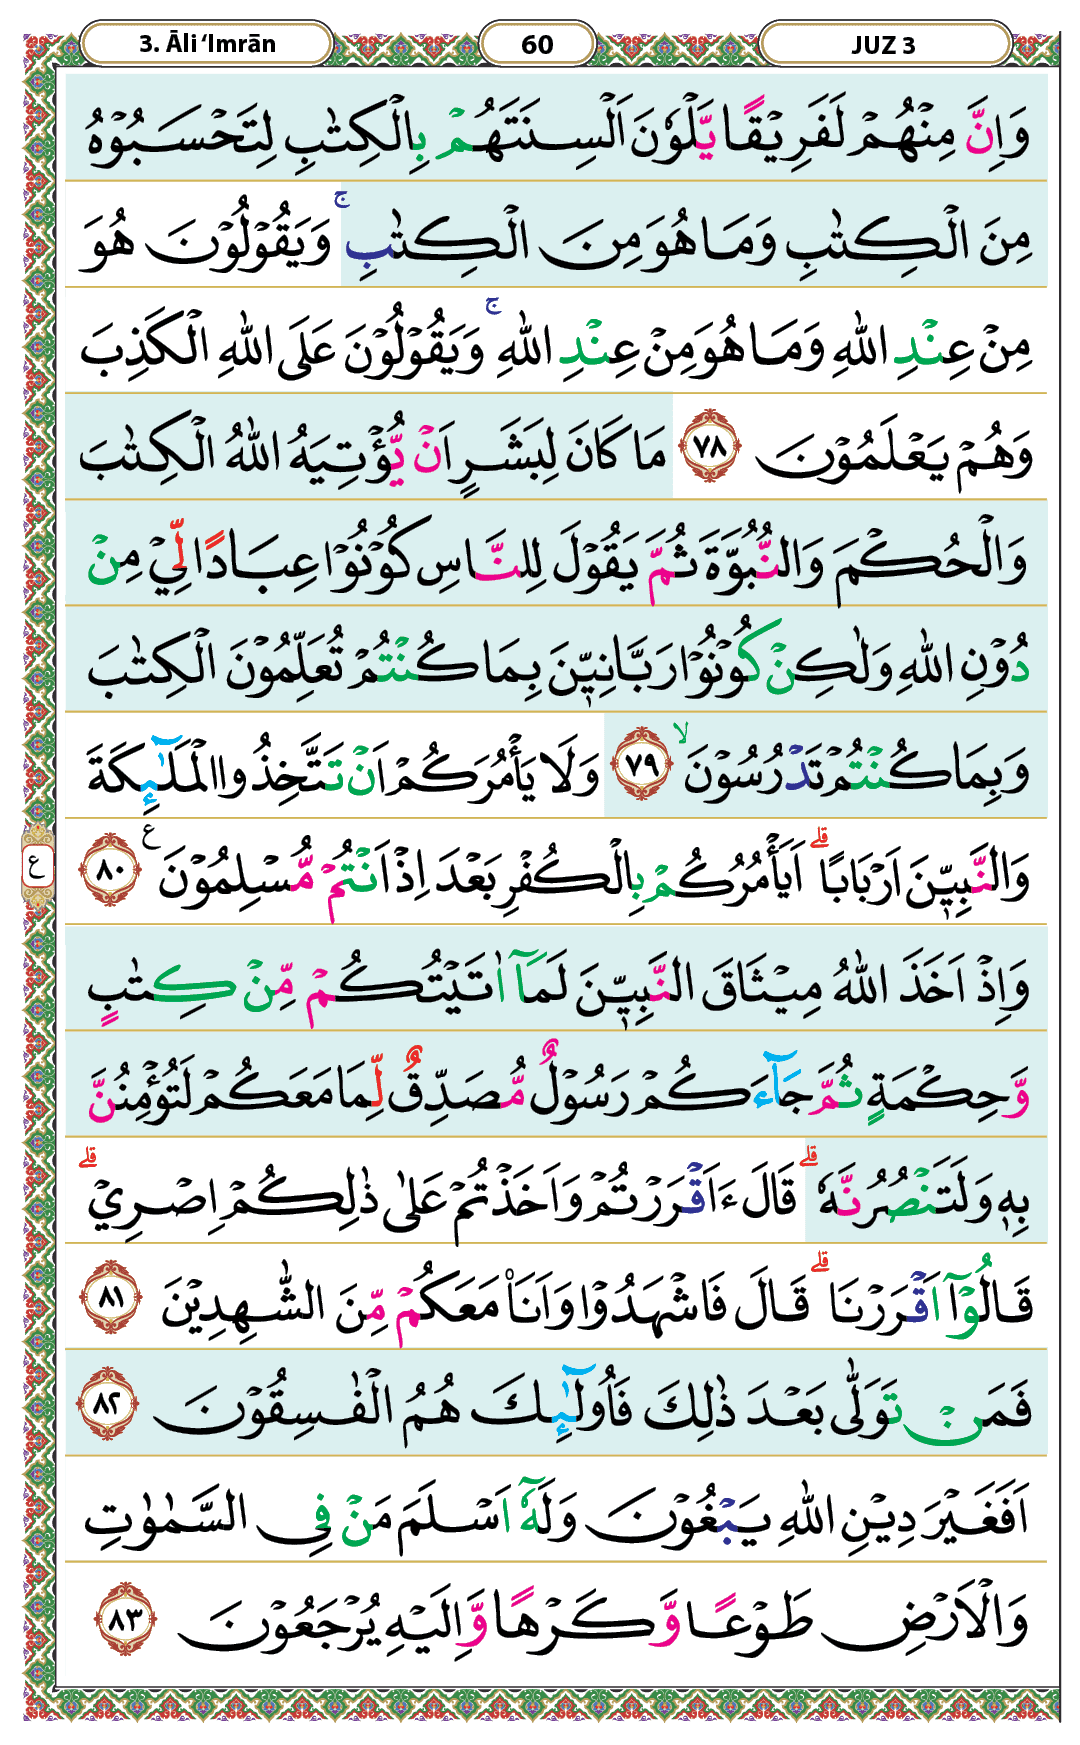 3. Āli ‘Imrān 60 JUZ 3
وَاِنَّ مِنْهُمْ لَفَرِيْقًا يَّلْوٗنَ اَلْسِنَتَهُمْ بِالْكِتٰبِ لِتَحْسَبُوْهُ
مِنَ الْكِتٰبِ وَمَا هُوَ مِنَ الْكِتٰبِ ۚ وَيَقُوْلُوْنَ هُوَ
مِنْ عِنْدِ اللّٰهِ وَمَا هُوَ مِنْ عِنْدِ اللّٰهِ ۚ وَيَقُوْلُوْنَ عَلَى اللّٰهِ الْكَذِبَ
وَهُمْ يَعْلَمُوْنَ ٧٨ مَا كَانَ لِبَشَرٍ اَنْ يُّؤْتِيَهُ اللّٰهُ الْكِتٰبَ
وَالْحُكْمَ وَالنُّبُوَّةَ ثُمَّ يَقُوْلَ لِلنَّاسِ كُوْنُوْا عِبَادًا لِّيْ مِنْ
دُوْنِ اللّٰهِ وَلٰكِنْ كُوْنُوْا رَبَّانِيّٖنَ بِمَا كُنْتُمْ تُعَلِّمُوْنَ الْكِتٰبَ
وَبِمَا كُنْتُمْ تَدْرُسُوْنَ ۙ ٧٩ وَلَا يَأْمُرَكُمْ اَنْ تَتَّخِذُوا الْمَلٰٓئِكَةَ
وَالنَّبِيّٖنَ اَرْبَابًا ۗ اَيَأْمُرُكُمْ بِالْكُفْرِ بَعْدَ اِذْ اَنْتُمْ مُّسْلِمُوْنَ ع ٨٠
ع
وَاِذْ اَخَذَ اللّٰهُ مِيْثَاقَ النَّبِيّٖنَ لَمَآ اٰتَيْتُكُمْ مِّنْ كِتٰبٍ
وَّحِكْمَةٍ ثُمَّ جَاۤءَكُمْ رَسُوْلٌ مُّصَدِّقٌ لِّمَا مَعَكُمْ لَتُؤْمِنُنَّ
بِهٖ وَلَتَنْصُرُنَّهٗ ۗ قَالَ ءَاَقْرَرْتُمْ وَاَخَذْتُمْ عَلٰى ذٰلِكُمْ اِصْرِيْ ۗ
قَالُوْٓا اَقْرَرْنَا ۗ قَالَ فَاشْهَدُوْا وَاَنَا۠ مَعَكُمْ مِّنَ الشّٰهِدِيْنَ ٨١
فَمَنْ تَوَلّٰى بَعْدَ ذٰلِكَ فَاُولٰۤىِٕكَ هُمُ الْفٰسِقُوْنَ ٨٢
اَفَغَيْرَ دِيْنِ اللّٰهِ يَبْغُوْنَ وَلَهٗٓ اَسْلَمَ مَنْ فِى السَّمٰوٰتِ
وَالْاَرْضِ طَوْعًا وَّكَرْهًا وَّاِلَيْهِ يُرْجَعُوْنَ ٨٣